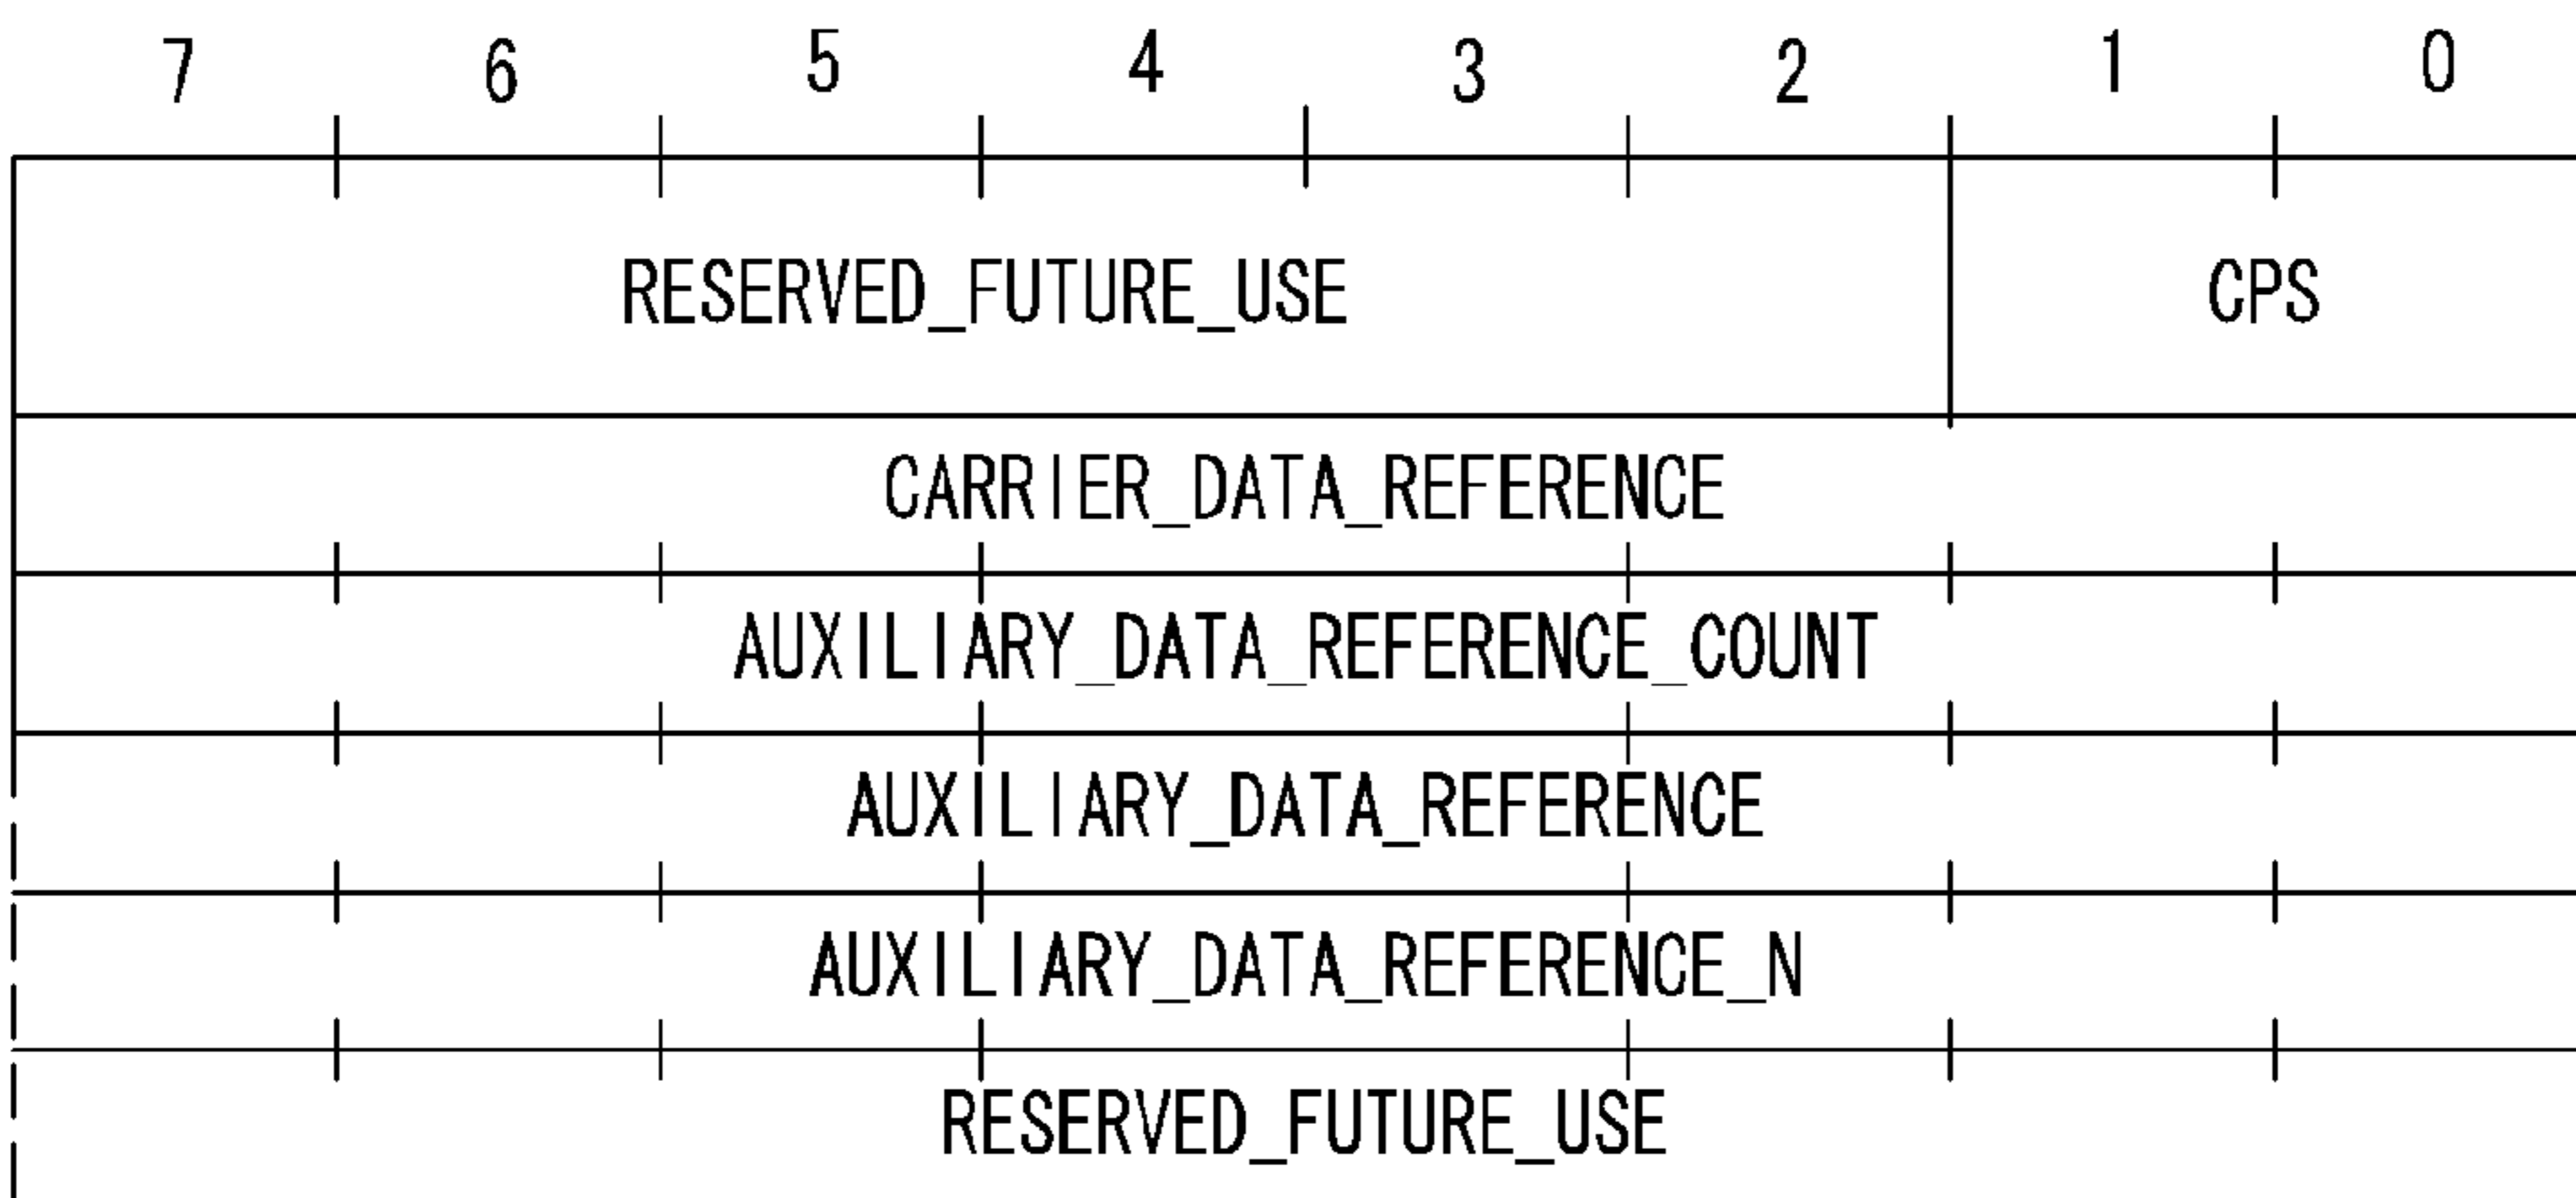 7 6 5 4 3 2 1 0
RESERVED_FUTURE_USE CPS
CARRIER_DATA_REFERENCE
AUXILIARY_DATA_REFERENCE_COUNT
AUXILIARY_DATA_REFERENCE
AUXILIARY_DATA_REFERENCE_N
RESERVED_FUTURE_USE